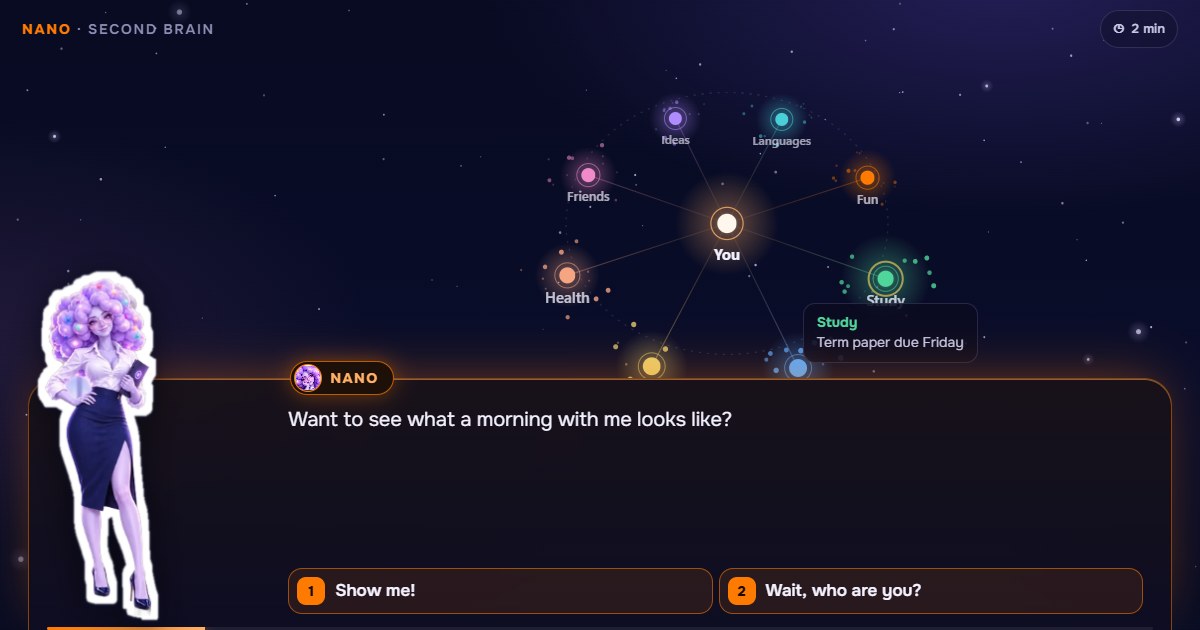 NANO · SECOND BRAIN
2 min
Ideas
Languages
Friends
Fun
You
Health
Study
Study
Term paper due Friday
NANO
Want to see what a morning with me looks like?
1 Show me!
2 Wait, who are you?